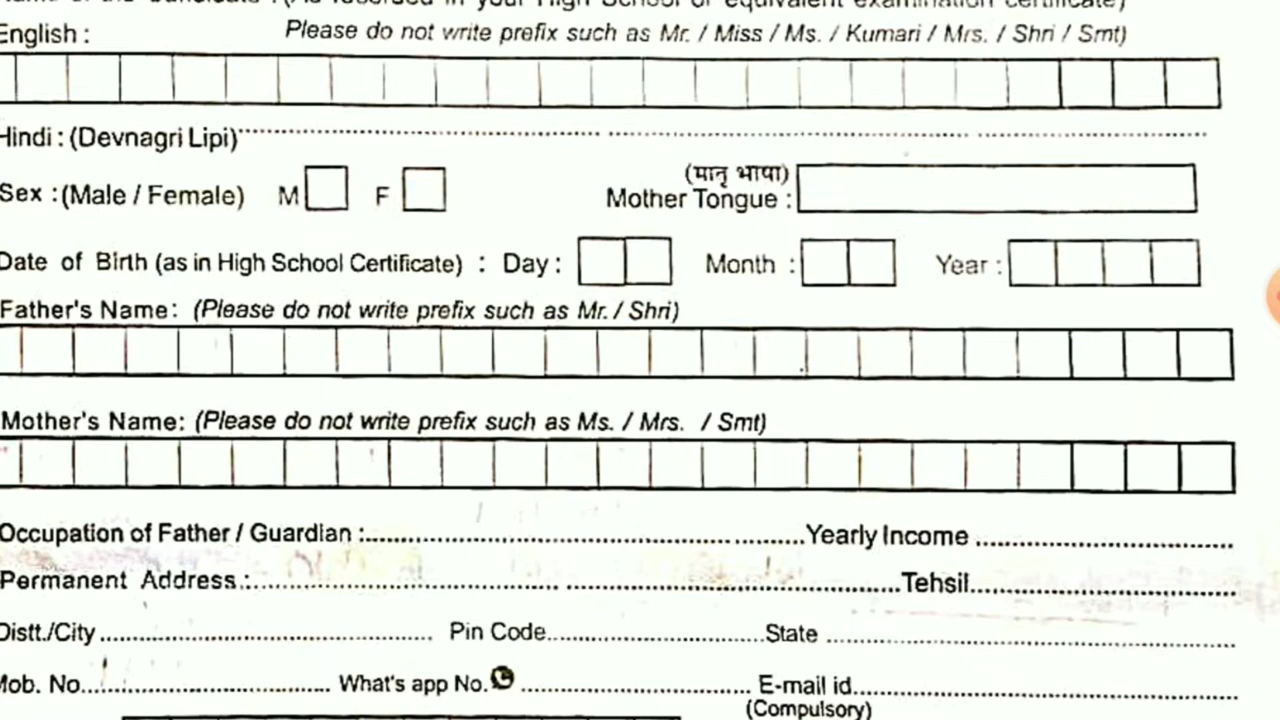 Name of the Candidate : (As recorded in your High School or equivalent examination certificate)
English : Please do not write prefix such as Mr. / Miss / Ms. / Kumari / Mrs. / Shri / Smt)
Hindi : (Devnagri Lipi)
(मातृ भाषा)
Sex : (Male / Female) M F Mother Tongue :
Date of Birth (as in High School Certificate) : Day : Month : Year :
Father's Name: (Please do not write prefix such as Mr. / Shri)
Mother's Name: (Please do not write prefix such as Ms. / Mrs. / Smt)
Occupation of Father / Guardian :.......... Yearly Income ..........
Permanent Address.:.......... Tehsil..........
Distt./City .......... Pin Code.......... State ..........
Mob. No.......... What's app No. .......... E-mail id..........
(Compulsory)